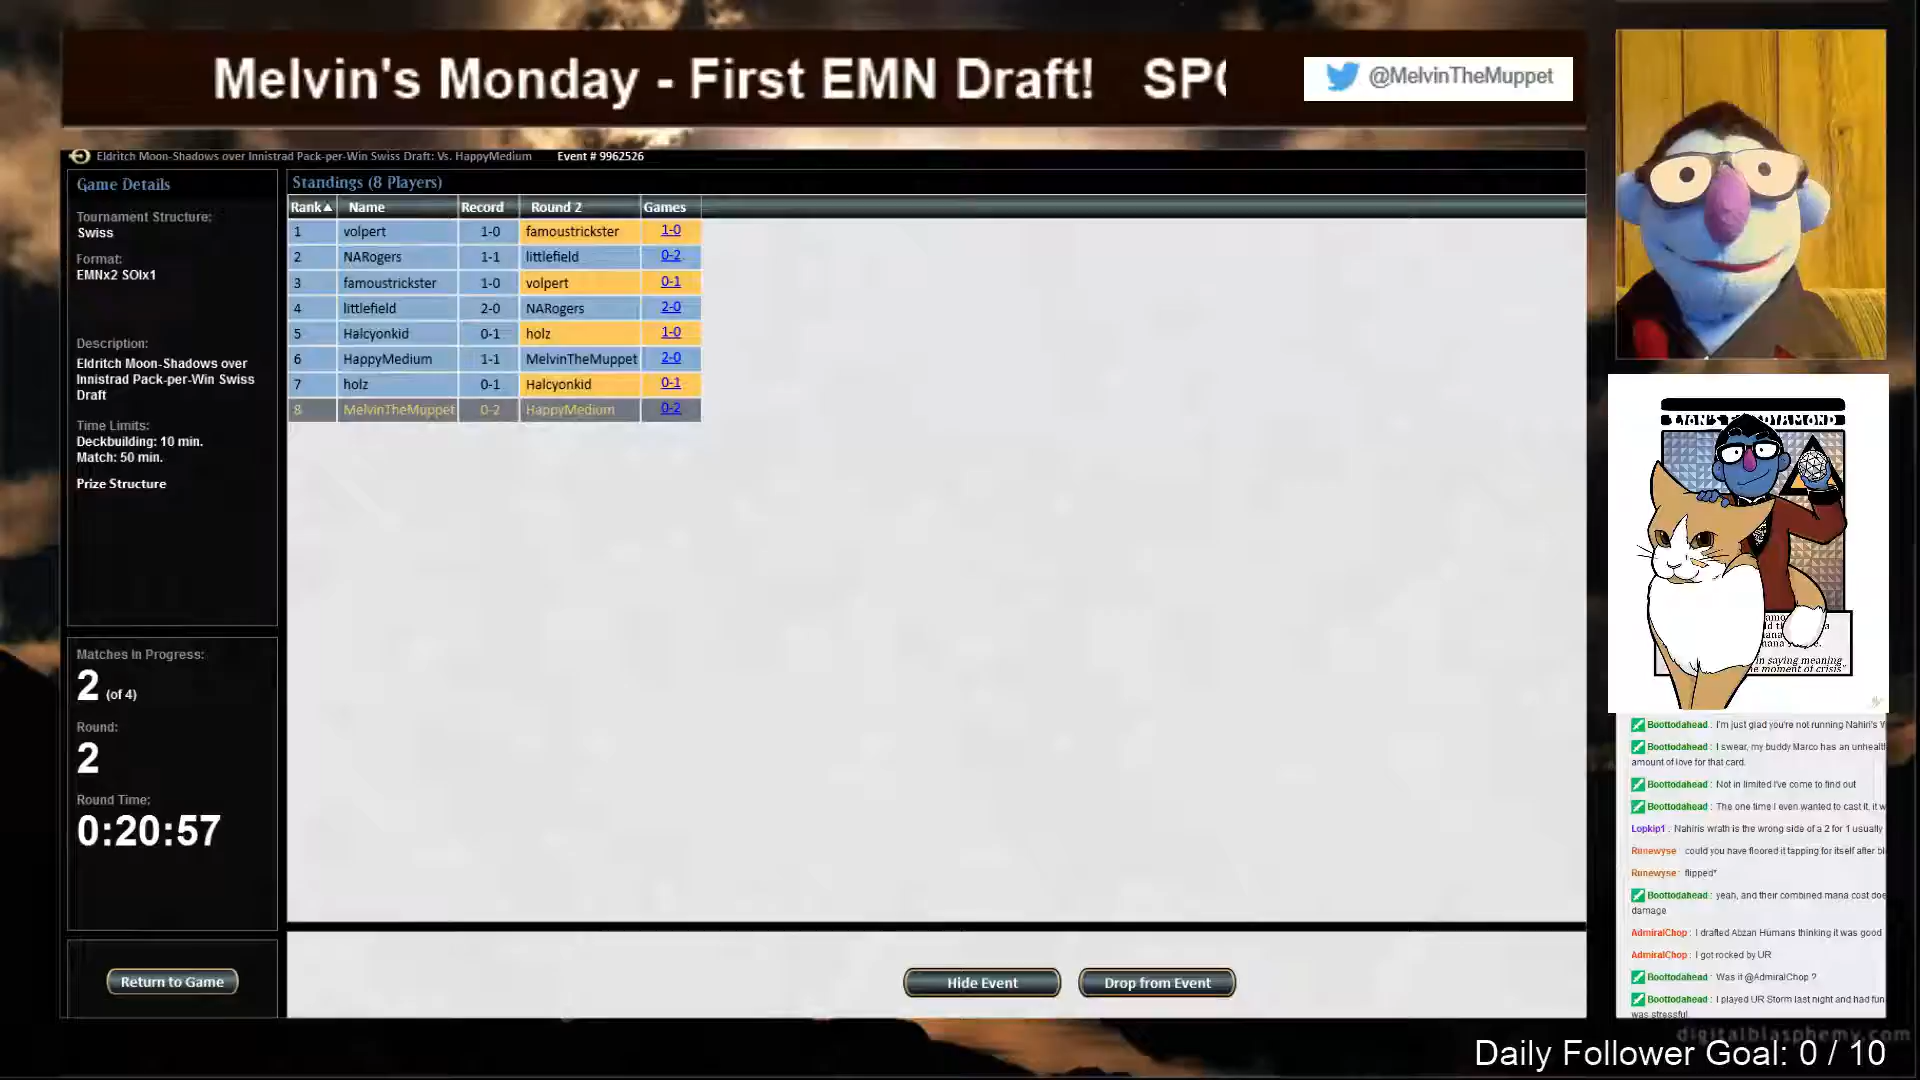 Melvin's Monday - First EMN Draft! SPO
@MelvinTheMuppet
Eldritch Moon-Shadows over Innistrad Pack-per-Win Swiss Draft: Vs. HappyMedium Event # 9962526
Game Details
Tournament Structure:
Swiss
Format:
EMNx2 SOIx1
Description:
Eldritch Moon-Shadows over
Innistrad Pack-per-Win Swiss
Draft
Time Limits:
Deckbuilding: 10 min.
Match: 50 min.
Prize Structure
Matches in Progress:
2 (of 4)
Round:
2
Round Time:
0:20:57
Return to Game
Standings (8 Players)
Rank Name Record Round 2 Games
1 volpert 1-0 famoustrickster 1-0
2 NARogers 1-1 littlefield 0-2
3 famoustrickster 1-0 volpert 0-1
4 littlefield 2-0 NARogers 2-0
5 Halcyonkid 0-1 holz 1-0
6 HappyMedium 1-1 MelvinTheMuppet 2-0
7 holz 0-1 Halcyonkid 0-1
8 MelvinTheMuppet 0-2 HappyMedium 0-2
Hide Event
Drop from Event
in saying meaning
e moment of crisis"
Boottodahead : I'm just glad you're not running Nahiri's
Boottodahead : I swear, my buddy Marco has an unhealt
amount of love for that card.
Boottodahead : Not in limited I've come to find out
Boottodahead : The one time I even wanted to cast it, it w
Lopkip1 : Nahiris wrath is the wrong side of a 2 for 1 usually
Runewyse : could you have floored it tapping for itself after bl
Runewyse : flipped*
Boottodahead : yeah, and their combined mana cost doe
damage
AdmiralChop : I drafted Abzan Humans thinking it was good
AdmiralChop : I got rocked by UR
Boottodahead : Was it @AdmiralChop ?
Boottodahead : I played UR Storm last night and had fun
was stressful.
digitalblasphemy.com
Daily Follower Goal: 0 / 10